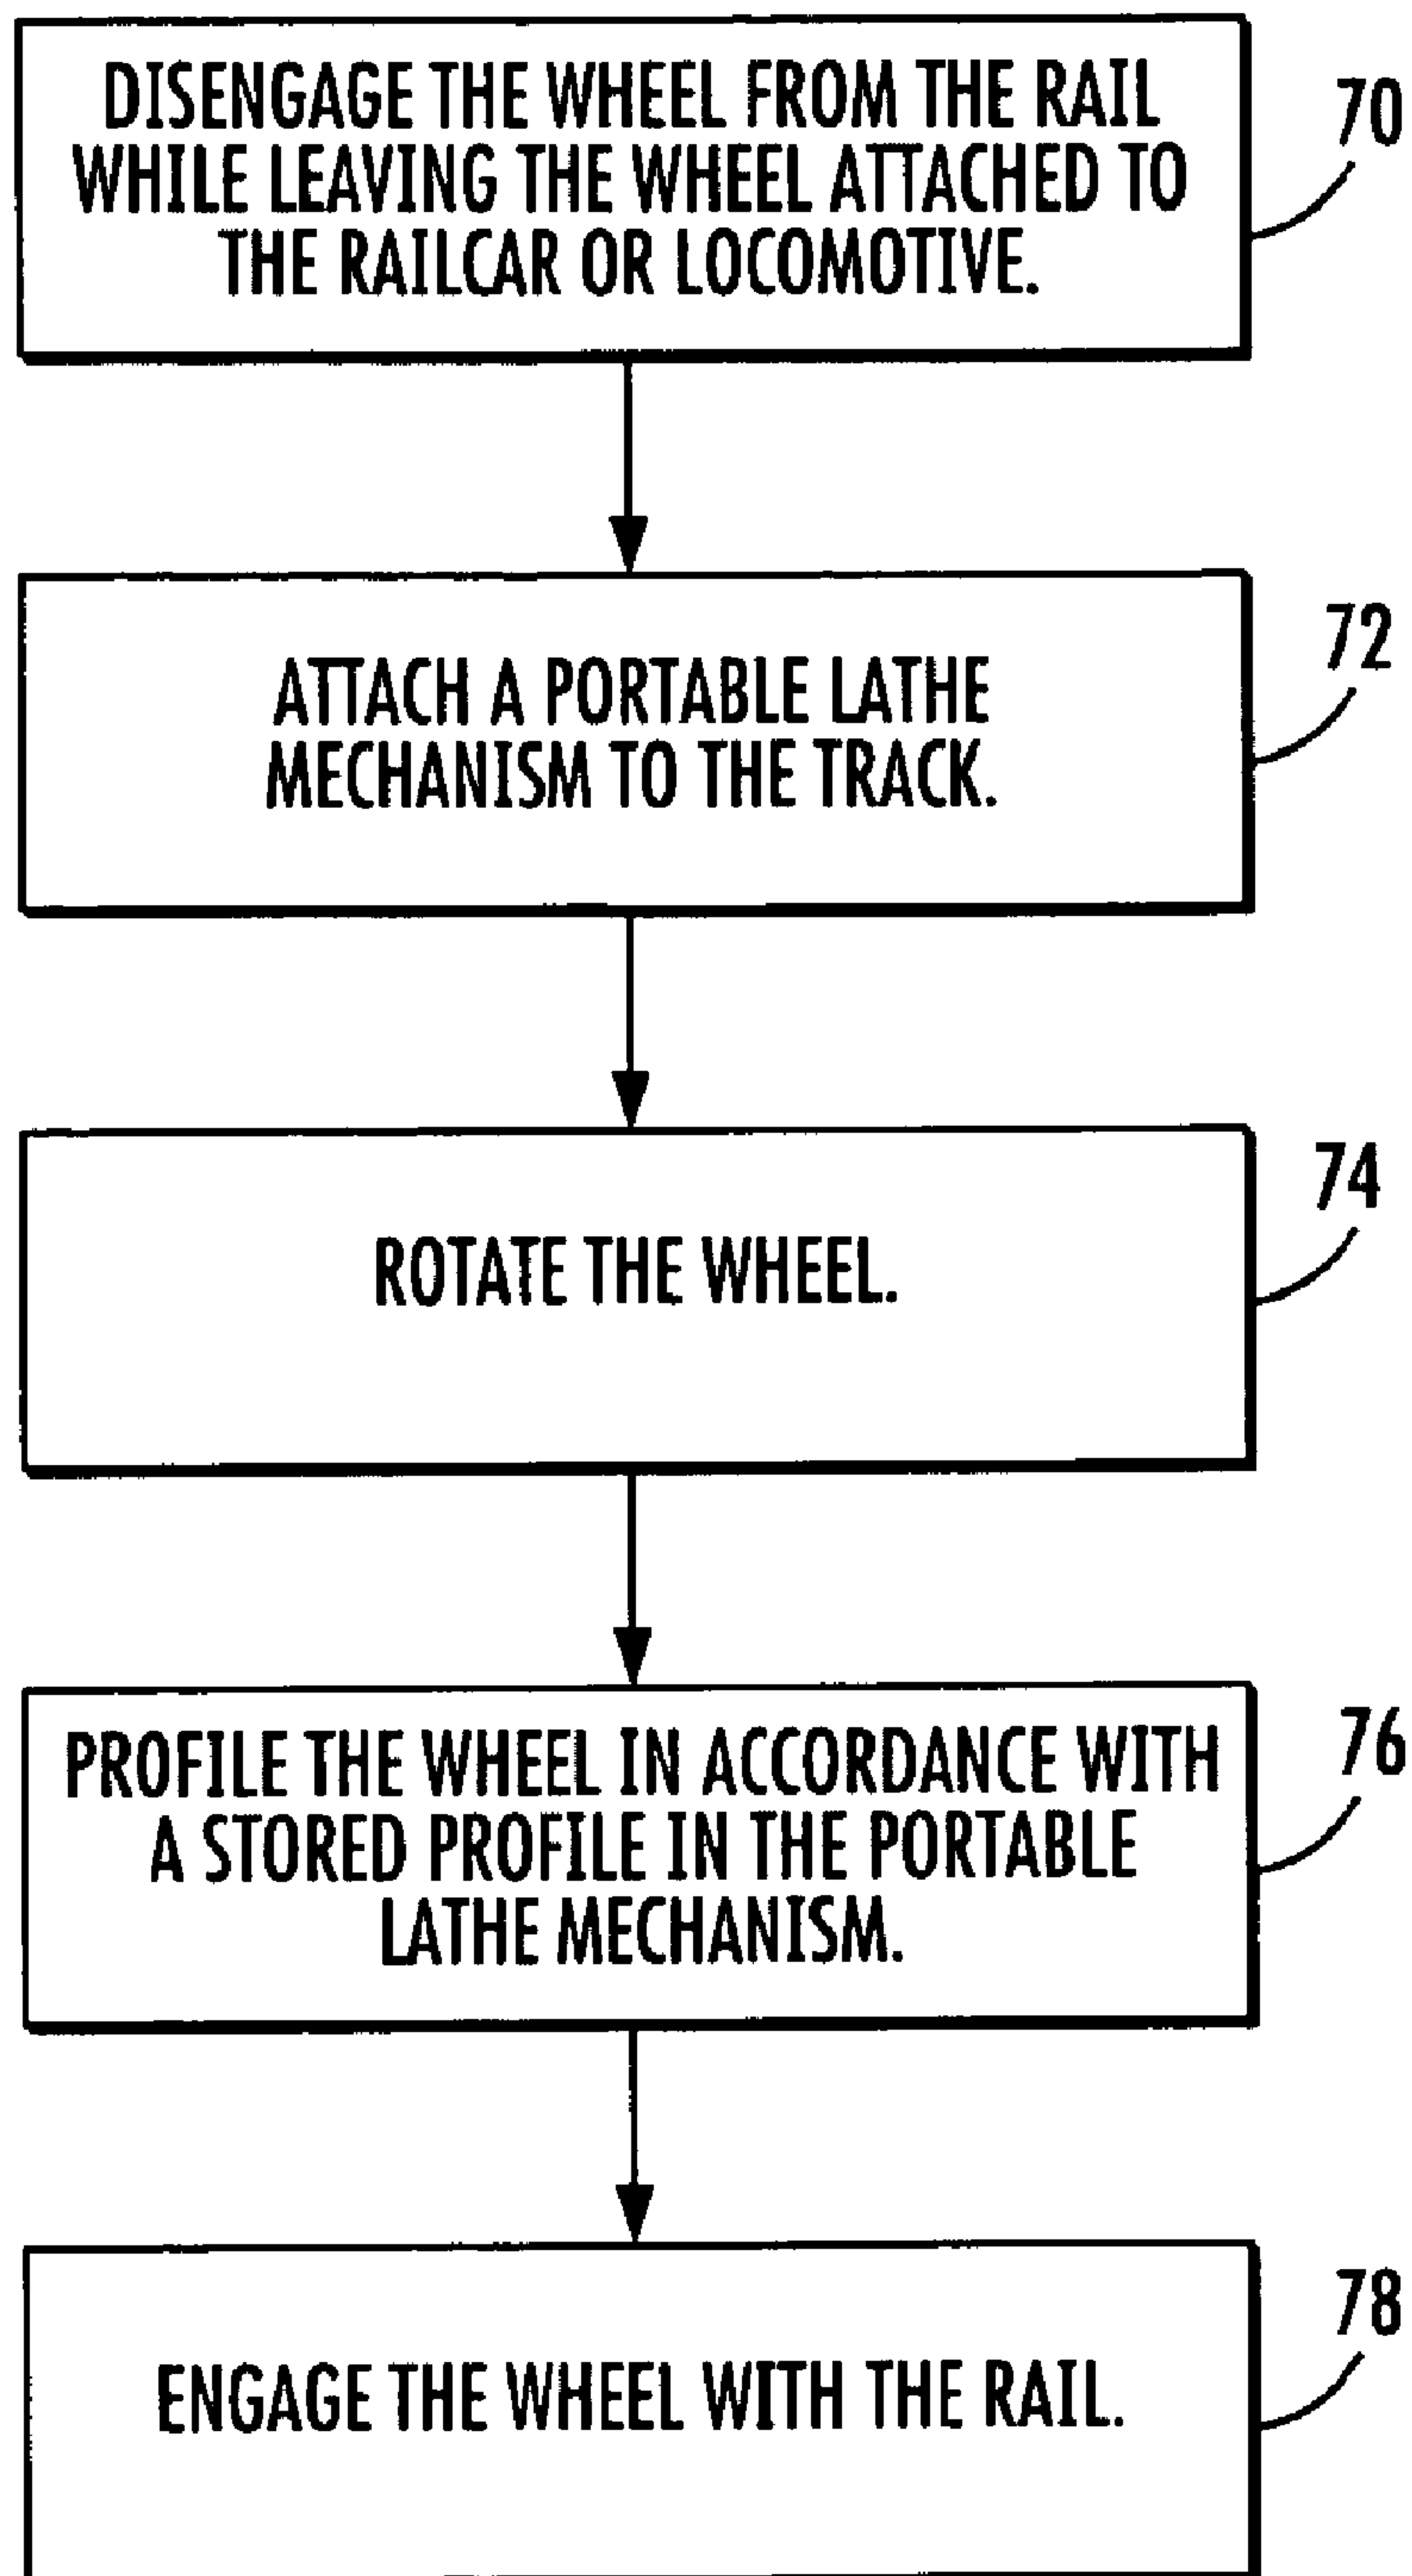 DISENGAGE THE WHEEL FROM THE RAIL
WHILE LEAVING THE WHEEL ATTACHED TO
THE RAILCAR OR LOCOMOTIVE.
70
ATTACH A PORTABLE LATHE
MECHANISM TO THE TRACK.
72
ROTATE THE WHEEL.
74
PROFILE THE WHEEL IN ACCORDANCE WITH
A STORED PROFILE IN THE PORTABLE
LATHE MECHANISM.
76
ENGAGE THE WHEEL WITH THE RAIL.
78